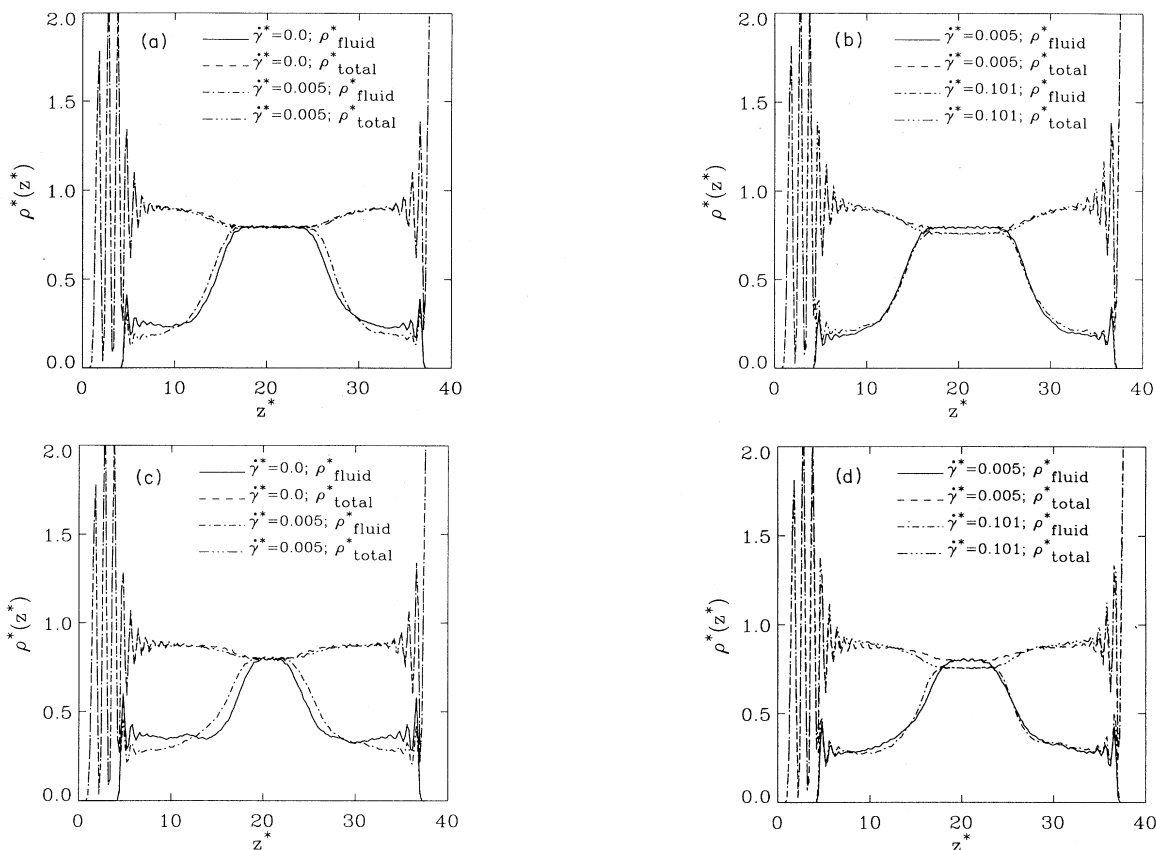 (a)
γ̇*=0.0; ρ*fluid
γ̇*=0.0; ρ*total
γ̇*=0.005; ρ*fluid
γ̇*=0.005; ρ*total
2.0
1.5
1.0
0.5
0.0
ρ*(z*)
0 10 20 30 40
z*
(b)
γ̇*=0.005; ρ*fluid
γ̇*=0.005; ρ*total
γ̇*=0.101; ρ*fluid
γ̇*=0.101; ρ*total
2.0
1.5
1.0
0.5
0.0
ρ*(z*)
0 10 20 30 40
z*
(c)
γ̇*=0.0; ρ*fluid
γ̇*=0.0; ρ*total
γ̇*=0.005; ρ*fluid
γ̇*=0.005; ρ*total
2.0
1.5
1.0
0.5
0.0
ρ*(z*)
0 10 20 30 40
z*
(d)
γ̇*=0.005; ρ*fluid
γ̇*=0.005; ρ*total
γ̇*=0.101; ρ*fluid
γ̇*=0.101; ρ*total
2.0
1.5
1.0
0.5
0.0
ρ*(z*)
0 10 20 30 40
z*